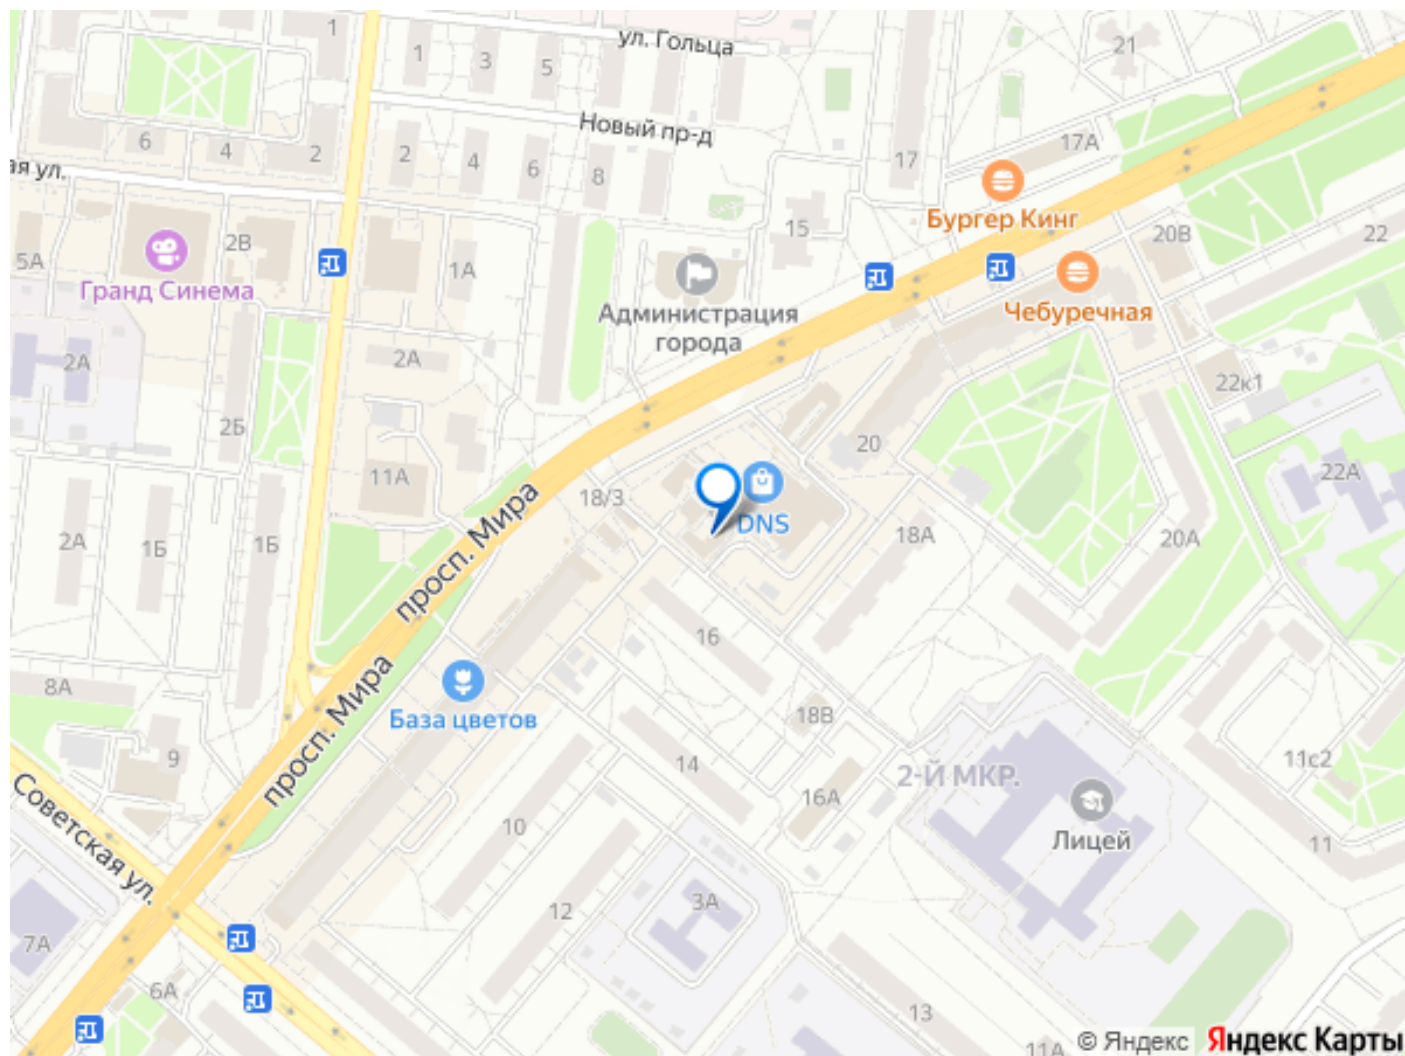 ул. Гольца
1
1
3
5
21
Новый пр-д
17А
6
4
2
2
4
6
8
17
ая ул.
Бургер Кинг
15
20В
22
2В
5А
1А
Гранд Синема
Администрация
города
Чебуречная
2А
2А
22к1
2Б
20
11А
18/3
22А
DNS
2А
1Б
1Б
18А
20А
просп. Мира
16
8А
просп. Мира
База цветов
18В
9
14
11с2
2-Й МКР.
16А
Советская ул.
10
Лицей
11
3А
12
7А
6А
13
11А
© Яндекс Яндекс Карты